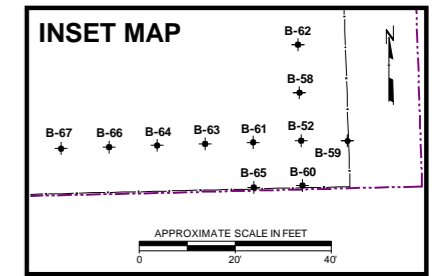 INSET MAP
B-62
N
B-58
B-67 B-66 B-64 B-63 B-61 B-52
B-59
B-65 B-60
APPROXIMATE SCALE IN FEET
0 20' 40'